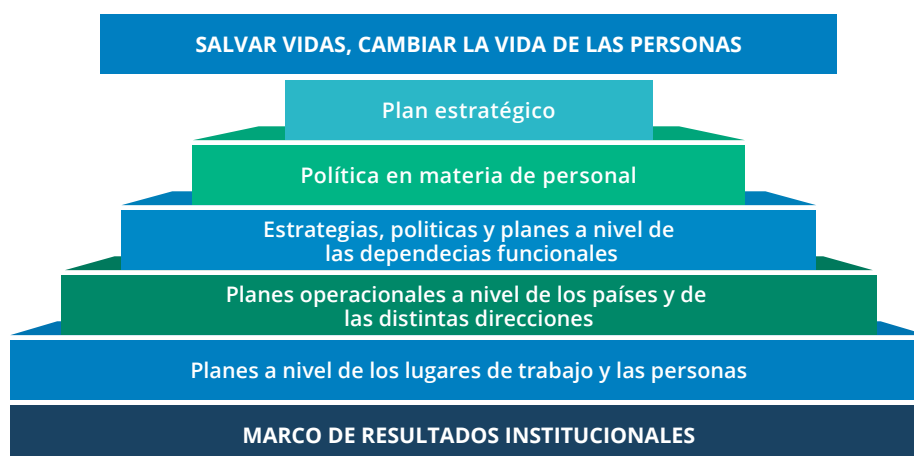 SALVAR VIDAS, CAMBIAR LA VIDA DE LAS PERSONAS
Plan estratégico
Política en materia de personal
Estrategias, politicas y planes a nivel de
las dependecias funcionales
Planes operacionales a nivel de los países y de
las distintas direcciones
Planes a nivel de los lugares de trabajo y las personas
MARCO DE RESULTADOS INSTITUCIONALES